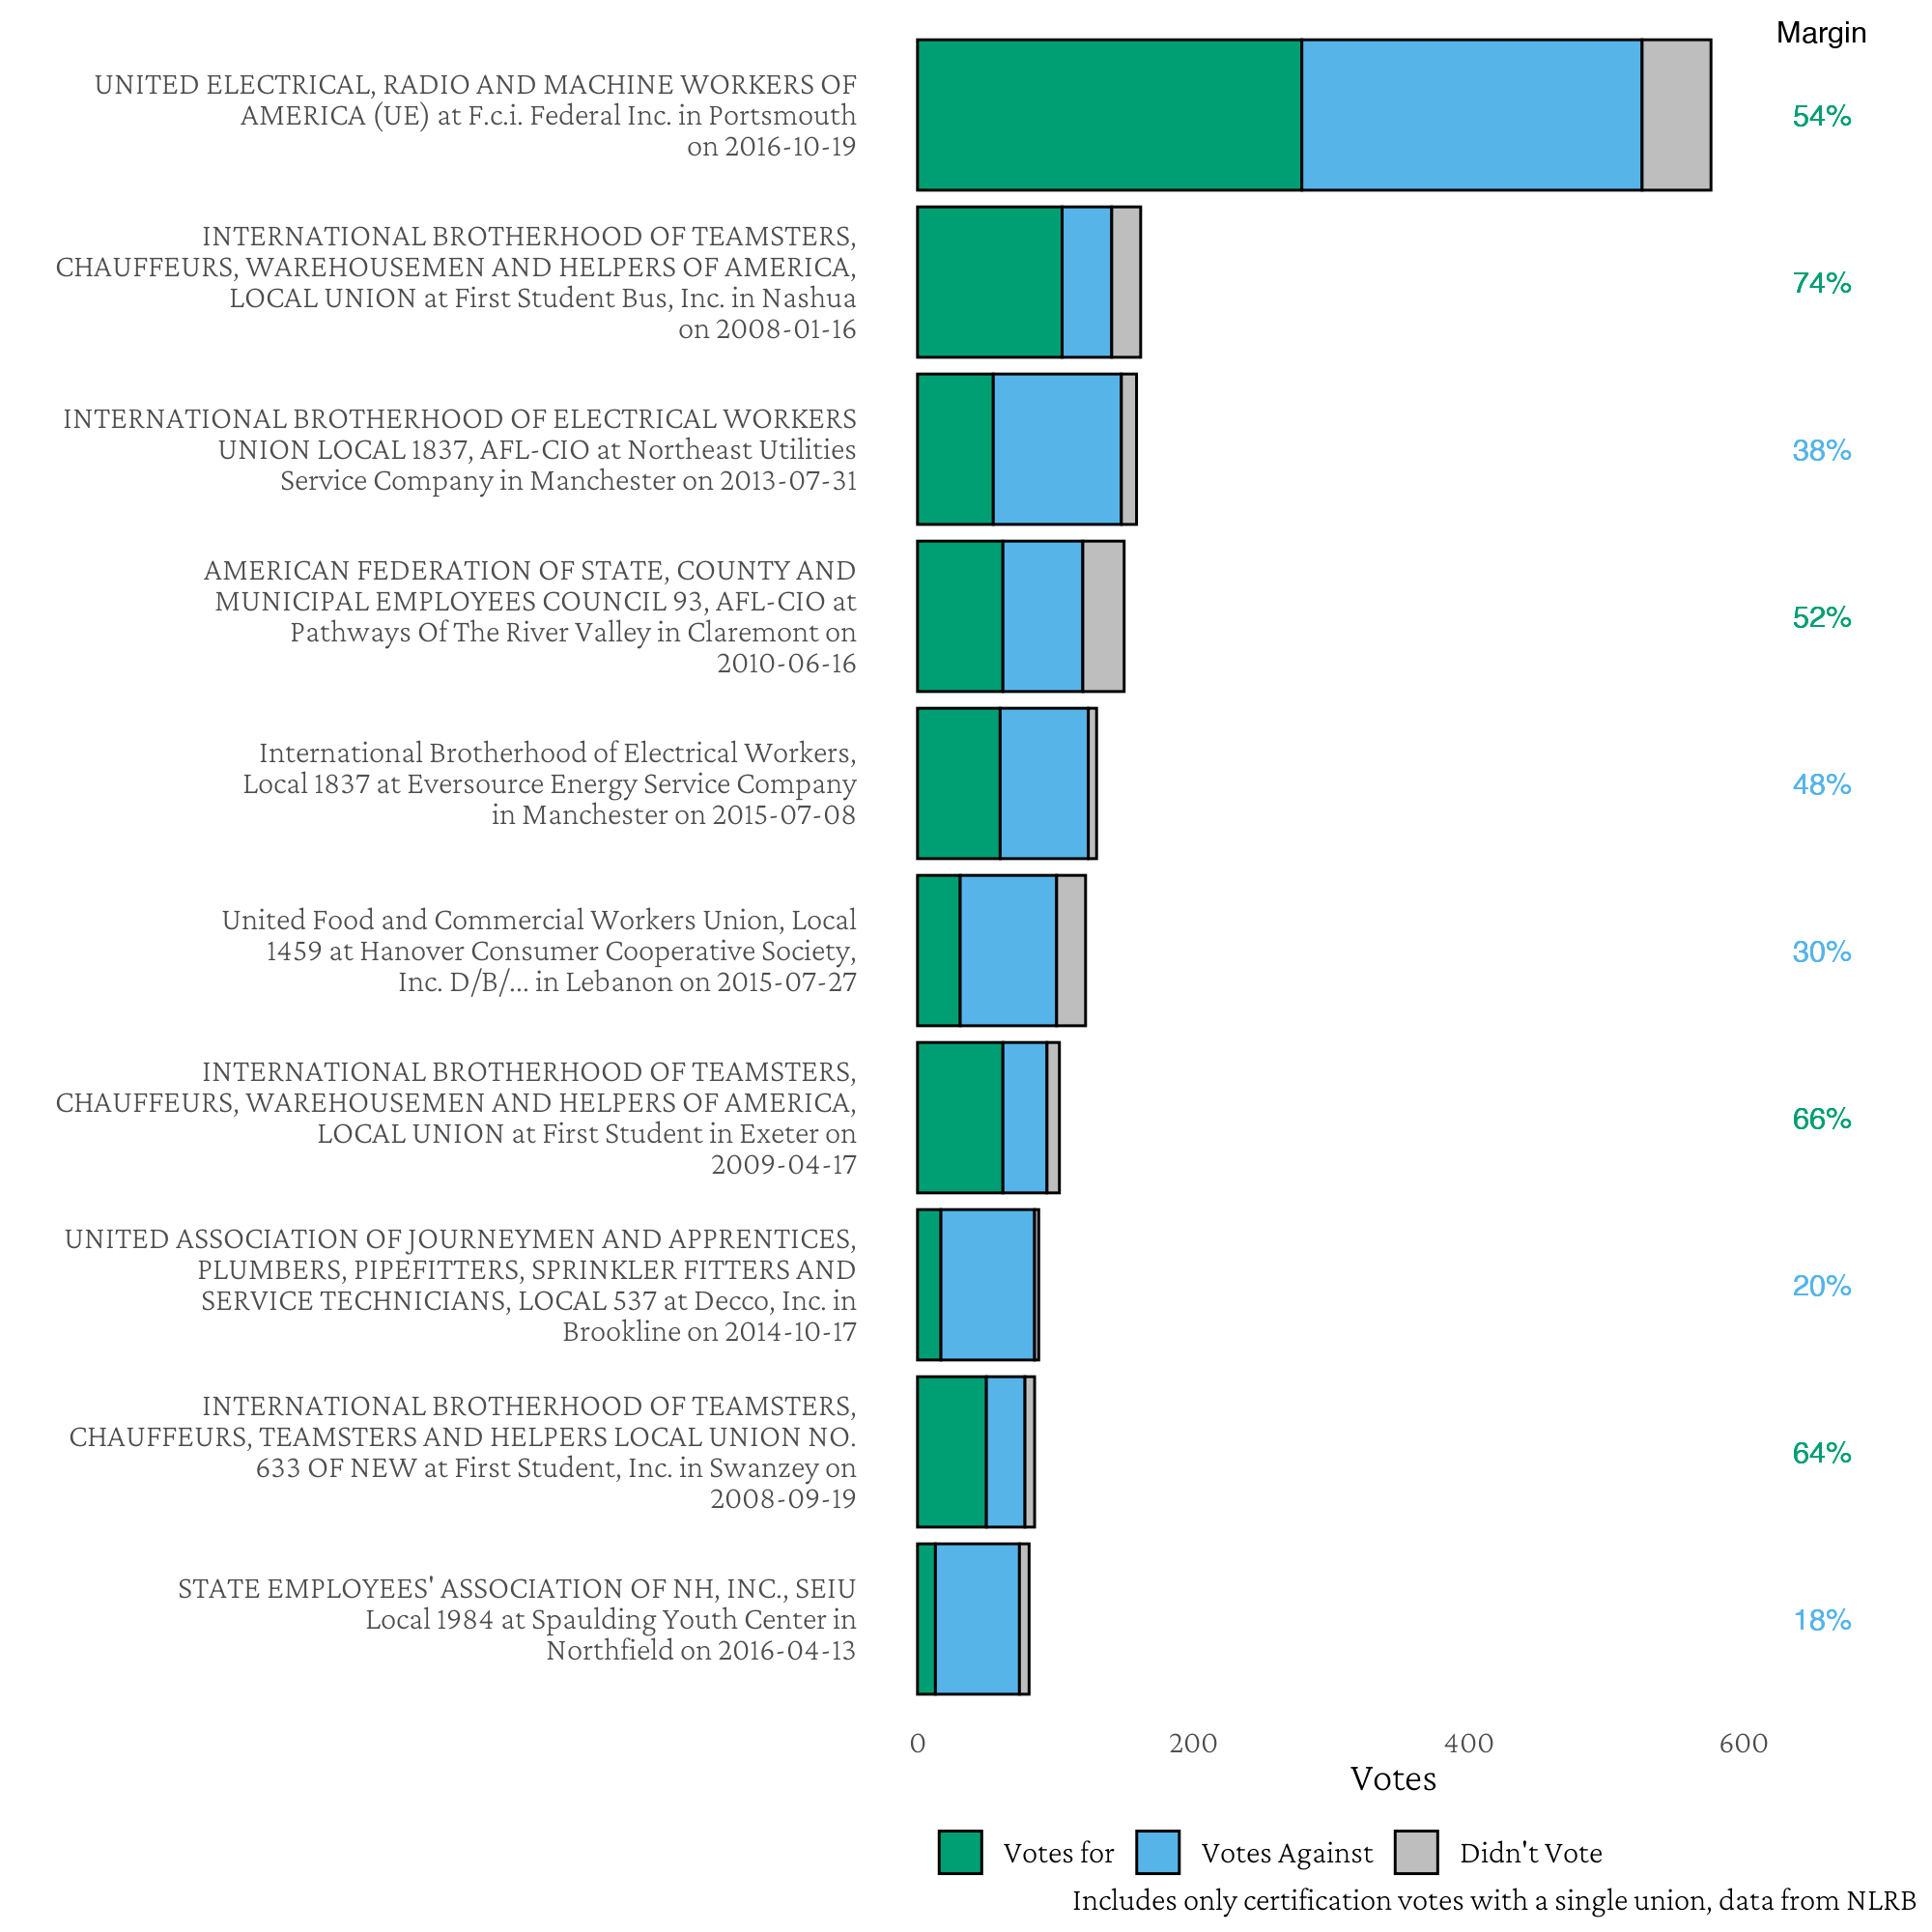 Margin
UNITED ELECTRICAL, RADIO AND MACHINE WORKERS OF
AMERICA (UE) at F.c.i. Federal Inc. in Portsmouth
on 2016-10-19
54%
INTERNATIONAL BROTHERHOOD OF TEAMSTERS,
CHAUFFEURS, WAREHOUSEMEN AND HELPERS OF AMERICA,
LOCAL UNION at First Student Bus, Inc. in Nashua
on 2008-01-16
74%
INTERNATIONAL BROTHERHOOD OF ELECTRICAL WORKERS
UNION LOCAL 1837, AFL-CIO at Northeast Utilities
Service Company in Manchester on 2013-07-31
38%
AMERICAN FEDERATION OF STATE, COUNTY AND
MUNICIPAL EMPLOYEES COUNCIL 93, AFL-CIO at
Pathways Of The River Valley in Claremont on
2010-06-16
52%
International Brotherhood of Electrical Workers,
Local 1837 at Eversource Energy Service Company
in Manchester on 2015-07-08
48%
United Food and Commercial Workers Union, Local
1459 at Hanover Consumer Cooperative Society,
Inc. D/B/... in Lebanon on 2015-07-27
30%
INTERNATIONAL BROTHERHOOD OF TEAMSTERS,
CHAUFFEURS, WAREHOUSEMEN AND HELPERS OF AMERICA,
LOCAL UNION at First Student in Exeter on
2009-04-17
66%
UNITED ASSOCIATION OF JOURNEYMEN AND APPRENTICES,
PLUMBERS, PIPEFITTERS, SPRINKLER FITTERS AND
SERVICE TECHNICIANS, LOCAL 537 at Decco, Inc. in
Brookline on 2014-10-17
20%
INTERNATIONAL BROTHERHOOD OF TEAMSTERS,
CHAUFFEURS, TEAMSTERS AND HELPERS LOCAL UNION NO.
633 OF NEW at First Student, Inc. in Swanzey on
2008-09-19
64%
STATE EMPLOYEES' ASSOCIATION OF NH, INC., SEIU
Local 1984 at Spaulding Youth Center in
Northfield on 2016-04-13
18%
0 200 400 600
Votes
Votes for Votes Against Didn't Vote
Includes only certification votes with a single union, data from NLRB